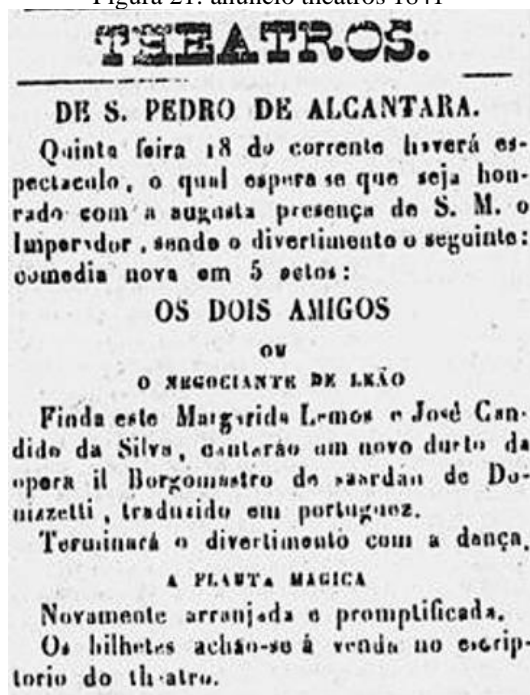 Figura 21: anúncio theatros 1841
THEATROS.
DE S. PEDRO DE ALCANTARA.
Quinta feira 18 do corrente haverá es-
pectaculo, o qual espera se que seja hon-
rado com a augusta presença de S. M. o
Imperador, sendo o divertimento o seguinte:
comedia nova em 5 actos:
OS DOIS AMIGOS
OU
O NEGOCIANTE DE LEÃO
Finda este Margarida Lemos e José Can-
dido da Silva, cantarão um novo dueto da
opera il Borgomastro de saardan de Do-
nizzetti, traduzido em portuguez.
Terminará o divertimento com a dança,
A FLAUTA MAGICA
Novamente arranjada e promptificada.
Os bilhetes achão-se á venda no escrip-
torio do theatro.